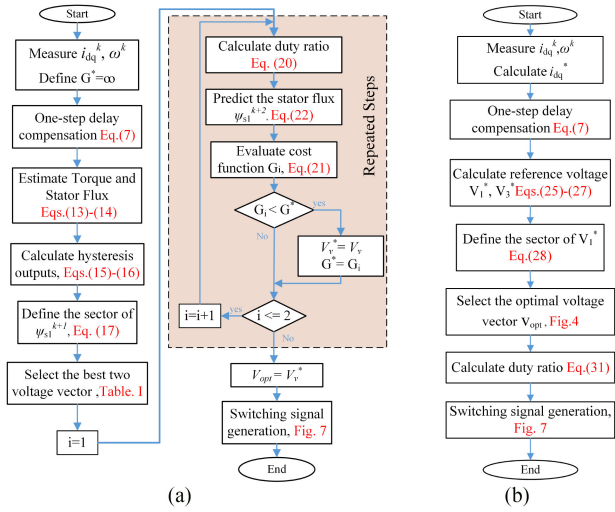 Start
Measure i_dq^k, ω^k
Define G*=∞
One-step delay
compensation Eq.(7)
Estimate Torque and
Stator Flux
Eqs.(13)-(14)
Calculate hysteresis
outputs, Eqs.(15)-(16)
Define the sector of
ψ_s1^k+1, Eq. (17)
Select the best two
voltage vector ,Table. 1
i=1
Calculate duty ratio
Eq. (20)
Predict the stator flux
ψ_s1^k+2. Eq.(22)
Evaluate cost
function G_i, Eq.(21)
G_i < G*
yes
No
V_v* = V_v
G* = G_i
i <= 2
yes
i=i+1
No
Repeated Steps
V_opt = V_v*
Switching signal
generation, Fig. 7
End
(a)
Start
Measure i_dq^k,ω^k
Calculate i_dq*
One-step delay
compensation Eq.(7)
Calculate reference voltage
V_1*, V_3* Eqs(25)-(27)
Define the sector of V_1*
Eq.(28)
Select the optimal voltage
vector v_opt, Fig.4
Calculate duty ratio Eq.(31)
Switching signal generation,
Fig. 7
End
(b)